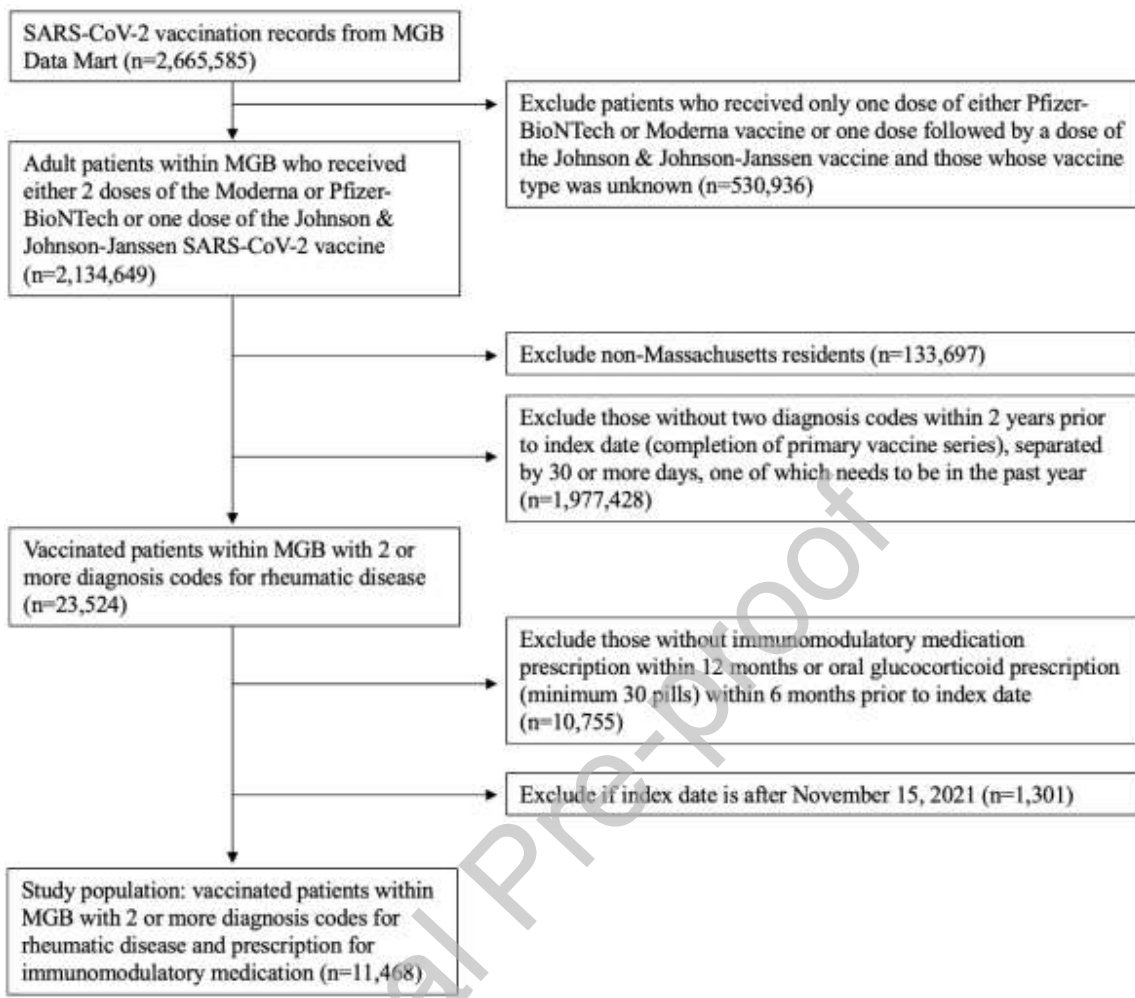 SARS-CoV-2 vaccination records from MGB
Data Mart (n=2,665,585)
Exclude patients who received only one dose of either Pfizer-
BioNTech or Moderna vaccine or one dose followed by a dose of
the Johnson & Johnson-Janssen vaccine and those whose vaccine
type was unknown (n=530,936)
Adult patients within MGB who received
either 2 doses of the Moderna or Pfizer-
BioNTech or one dose of the Johnson &
Johnson-Janssen SARS-CoV-2 vaccine
(n=2,134,649)
Exclude non-Massachusetts residents (n=133,697)
Exclude those without two diagnosis codes within 2 years prior
to index date (completion of primary vaccine series), separated
by 30 or more days, one of which needs to be in the past year
(n=1,977,428)
Vaccinated patients within MGB with 2 or
more diagnosis codes for rheumatic disease
(n=23,524)
Exclude those without immunomodulatory medication
prescription within 12 months or oral glucocorticoid prescription
(minimum 30 pills) within 6 months prior to index date
(n=10,755)
Exclude if index date is after November 15, 2021 (n=1,301)
Study population: vaccinated patients within
MGB with 2 or more diagnosis codes for
rheumatic disease and prescription for
immunomodulatory medication (n=11,468)
al Pre-proof